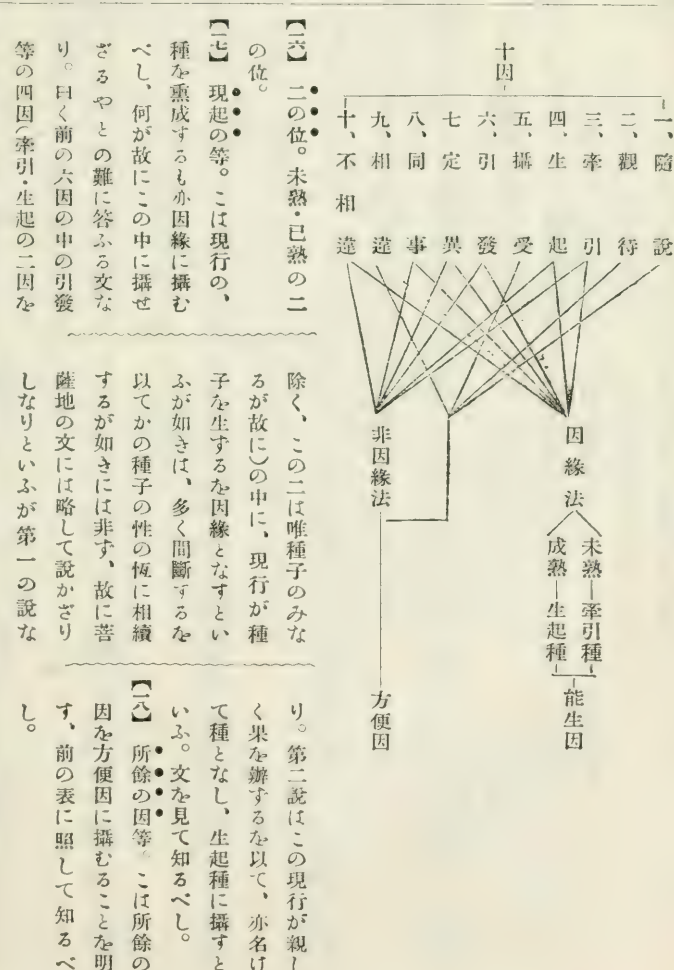 十因
一、隨說
二、觀待
三、牽引
四、生起
五、攝受
六、引發
七定異
八、同事
九、相違
十、不相違
因緣法
非因緣法
未熟—牽引種
成熟—生起種
能生因
方便因
【一六】 二の位。未熟・已熟の二
の位。
【一七】 現起の等。こは現行の、
種を熏成するも亦因緣に攝む
べし、何が故にこの中に攝せ
ざるやとの難に答ふる文な
り。曰く前の六因の中の引發
等の四因(牽引・生起の二因を
除く、この二は唯種子のみな
るが故に)の中に、現行が種
子を生ずるを因緣となすとい
ふが如きは、多く間斷するを
以てかの種子の性の恆に相續
するが如きには非ず、故に菩
薩地の文には略して說かざり
しなりといふが第一の說な
り。第二說はこの現行が親し
く果を辦ずるを以て、亦名け
て種となし、生起種に攝すと
いふ。文を見て知るべし。
【一八】 所餘の因等。こは所餘の
因を方便因に攝むることを明
す、前の表に照して知るべ
し。